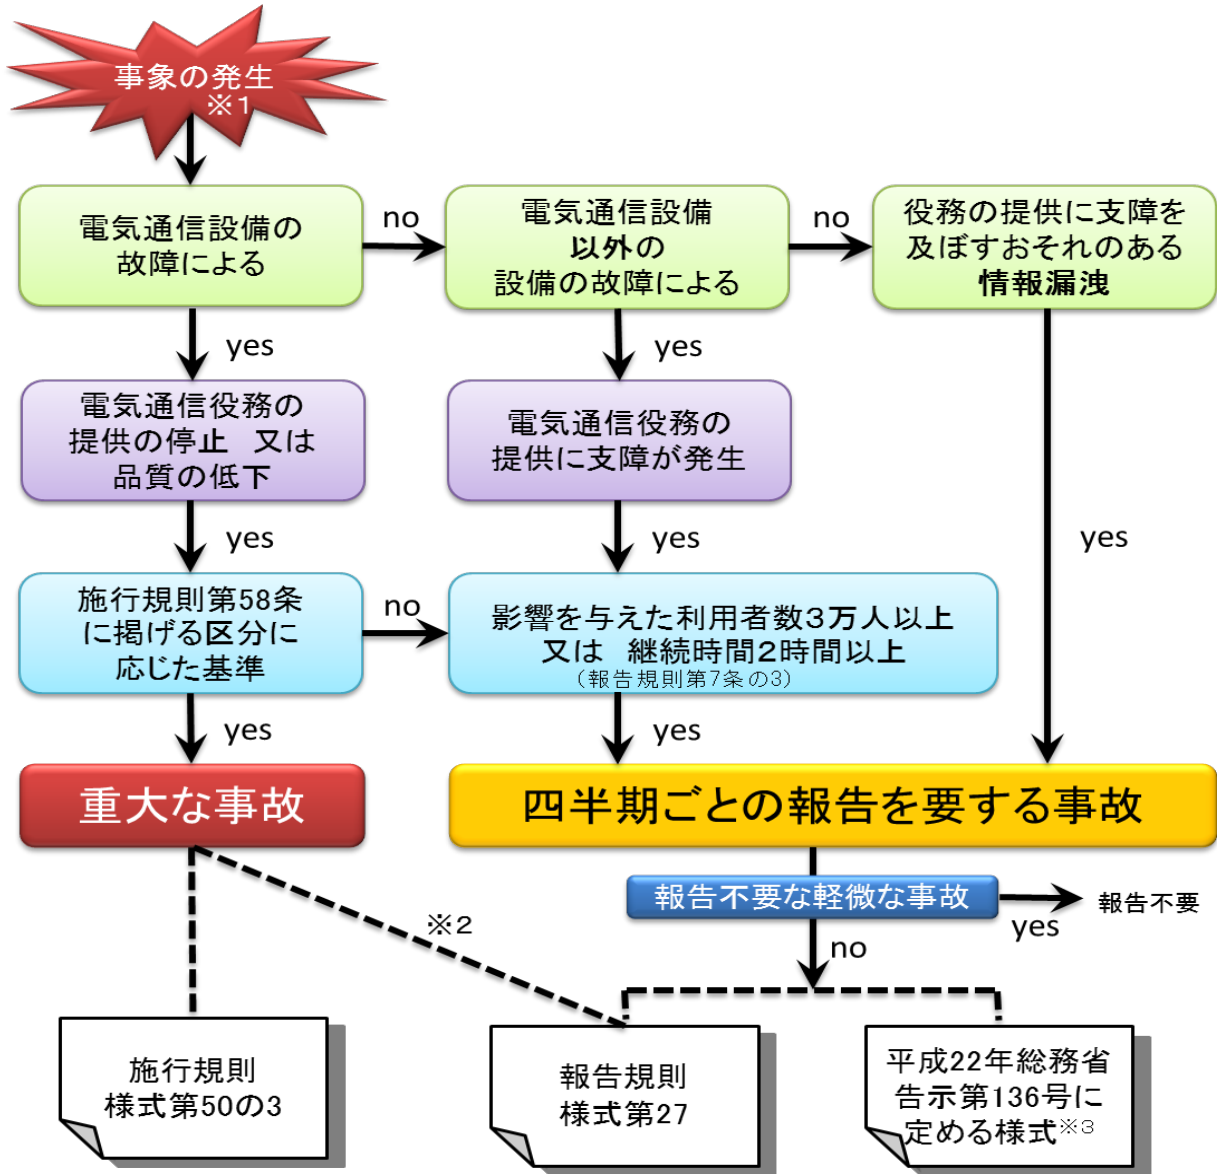 事象の発生
※1
電気通信設備の
故障による
no
電気通信設備
以外の
設備の故障による
no
役務の提供に支障を
及ぼすおそれのある
情報漏洩
yes
yes
電気通信役務の
提供の停止　又は
品質の低下
電気通信役務の
提供に支障が発生
yes
yes
yes
施行規則第58条
に掲げる区分に
応じた基準
no
影響を与えた利用者数3万人以上
又は　継続時間2時間以上
（報告規則第7条の3）
yes
yes
重大な事故
四半期ごとの報告を要する事故
報告不要な軽微な事故
yes
報告不要
※2
no
施行規則
様式第50の3
報告規則
様式第27
平成22年総務省
告示第136号に
定める様式※3